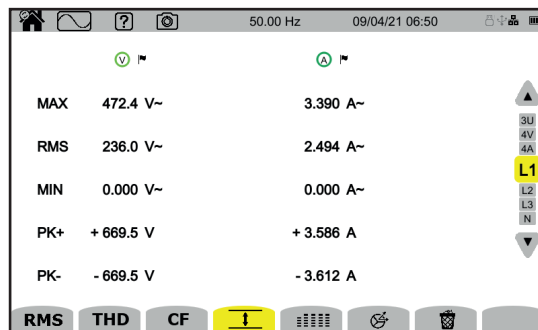 ? 50.00 Hz 09/04/21 06:50
V A
MAX 472.4 V~ 3.390 A~
RMS 236.0 V~ 2.494 A~
MIN 0.000 V~ 0.000 A~
PK+ + 669.5 V + 3.586 A
PK- - 669.5 V - 3.612 A
3U
4V
4A
L1
L2
L3
N
RMS THD CF